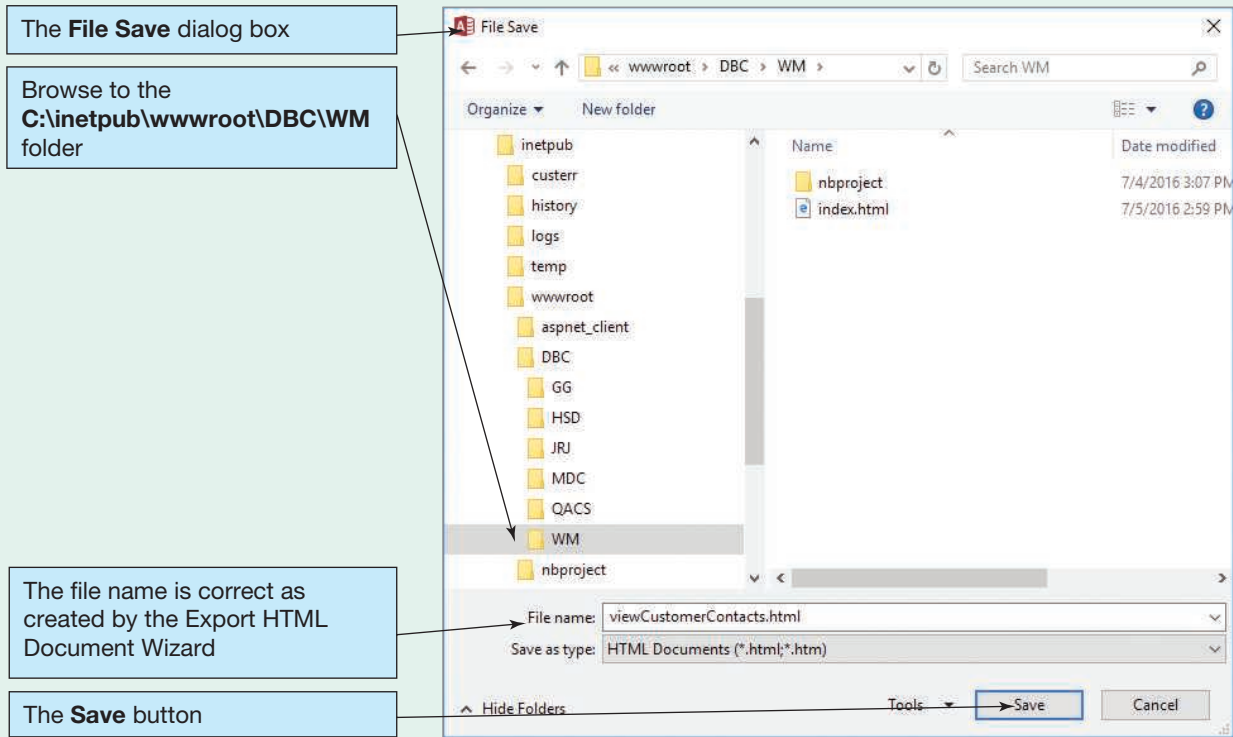 The File Save dialog box
Browse to the
C:\inetpub\wwwroot\DBC\WM
folder
The file name is correct as
created by the Export HTML
Document Wizard
The Save button
File Save
« wwwroot › DBC › WM ›
Search WM
Organize
New folder
inetpub
custerr
history
logs
temp
wwwroot
aspnet_client
DBC
GG
HSD
JRJ
MDC
QACS
WM
nbproject
Name
Date modified
nbproject
7/4/2016 3:07 PM
index.html
7/5/2016 2:59 PM
File name: viewCustomerContacts.html
Save as type: HTML Documents (*.html;*.htm)
Hide Folders
Tools
Save
Cancel